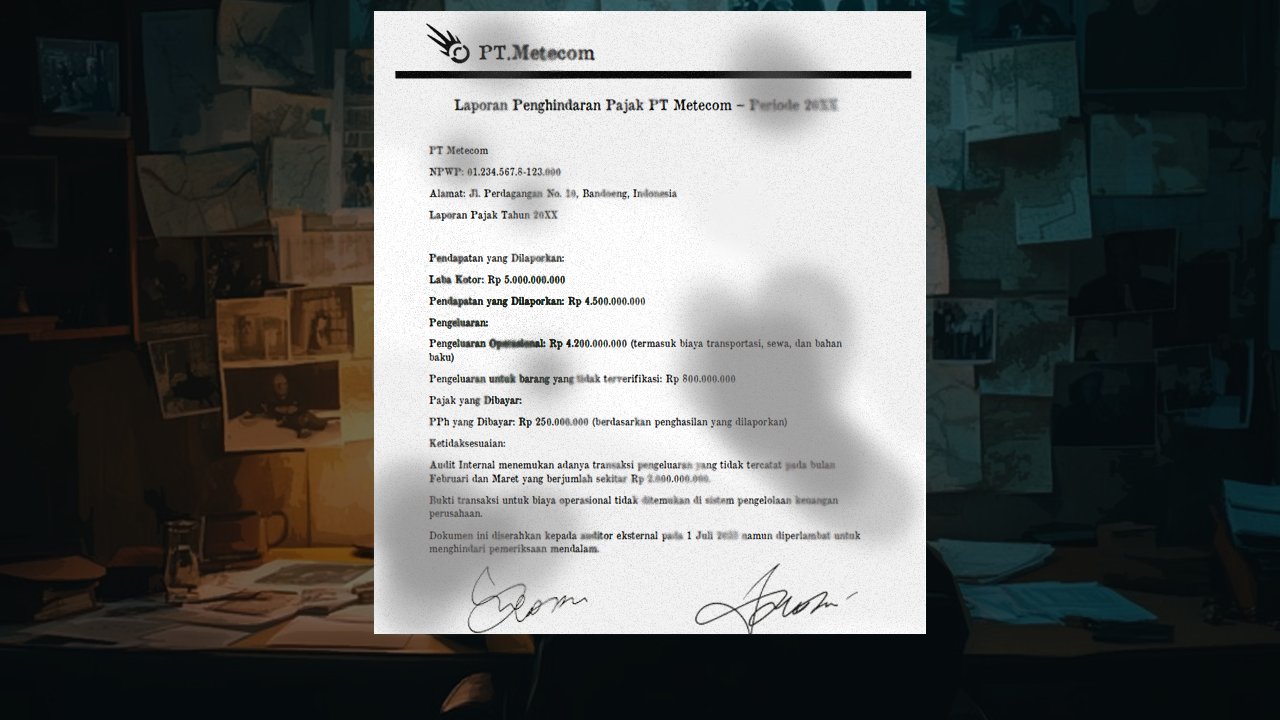 PT.Metecom
Laporan Penghindaran Pajak PT Metecom – Periode 20XX
PT Metecom
NPWP: 01.234.567.8-123.000
Alamat: Jl. Perdagangan No. 10, Bandoeng, Indonesia
Laporan Pajak Tahun 20XX
Pendapatan yang Dilaporkan:
Laba Kotor: Rp 5.000.000.000
Pendapatan yang Dilaporkan: Rp 4.500.000.000
Pengeluaran:
Pengeluaran Operasional: Rp 4.200.000.000 (termasuk biaya transportasi, sewa, dan bahan
baku)
Pengeluaran untuk barang yang tidak terverifikasi: Rp 800.000.000
Pajak yang Dibayar:
PPh yang Dibayar: Rp 250.000.000 (berdasarkan penghasilan yang dilaporkan)
Ketidaksesuaian:
Audit Internal menemukan adanya transaksi pengeluaran yang tidak tercatat pada bulan
Februari dan Maret yang berjumlah sekitar Rp 2.000.000.000.
Bukti transaksi untuk biaya operasional tidak ditemukan di sistem pengelolaan keuangan
perusahaan.
Dokumen ini diserahkan kepada auditor eksternal pada 1 Juli namun diperlambat untuk
menghindari pemeriksaan mendalam.